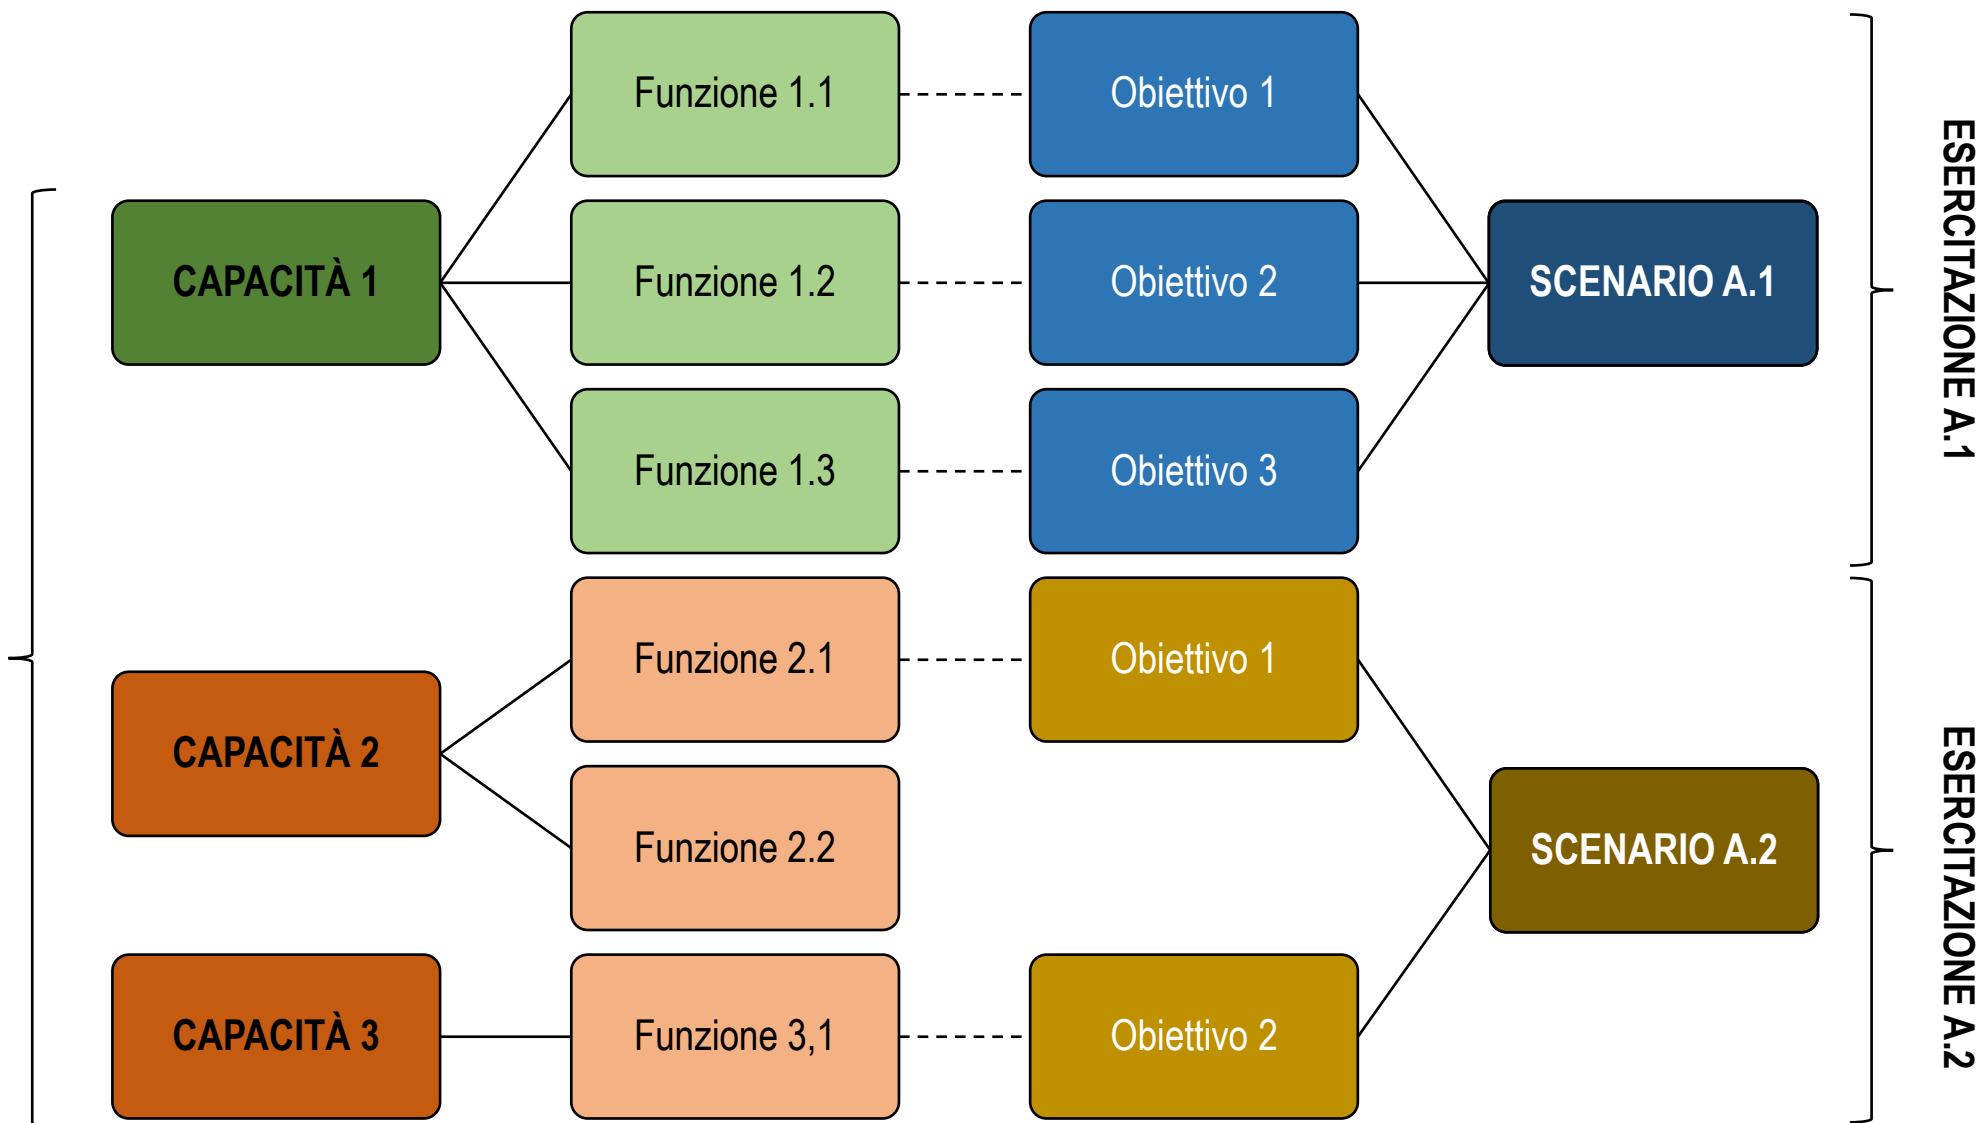 Funzione 1.1
Obiettivo 1
CAPACITÀ 1
Funzione 1.2
Obiettivo 2
SCENARIO A.1
Funzione 1.3
Obiettivo 3
ESERCITAZIONE A.1
Funzione 2.1
Obiettivo 1
CAPACITÀ 2
Funzione 2.2
SCENARIO A.2
CAPACITÀ 3
Funzione 3,1
Obiettivo 2
ESERCITAZIONE A.2